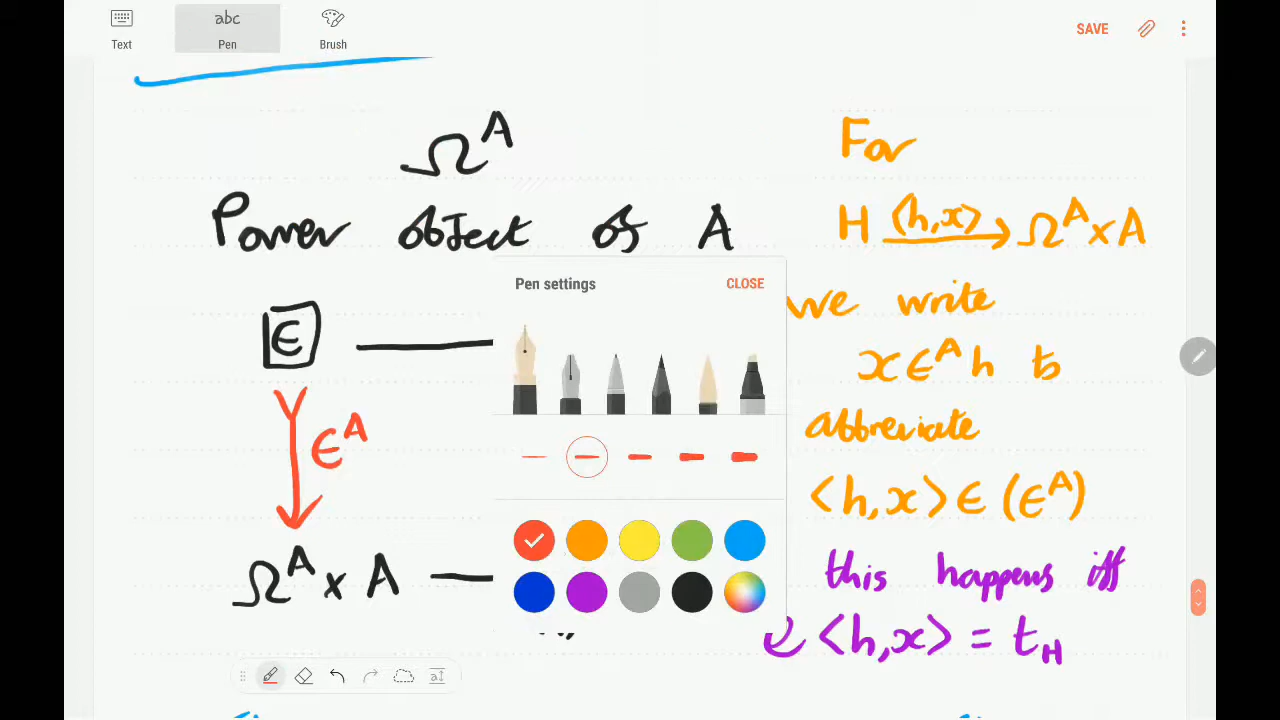 Text
abc
Pen
Brush
SAVE
Ω^A
Power object of A
∈
∈^A
Ω^A × A
Pen settings
CLOSE
For
H ⟨h,x⟩ Ω^A × A
we write
x ∈^A h to
abbreviate
<h,x> ∈ (∈^A)
this happens iff
<h,x> = t_H